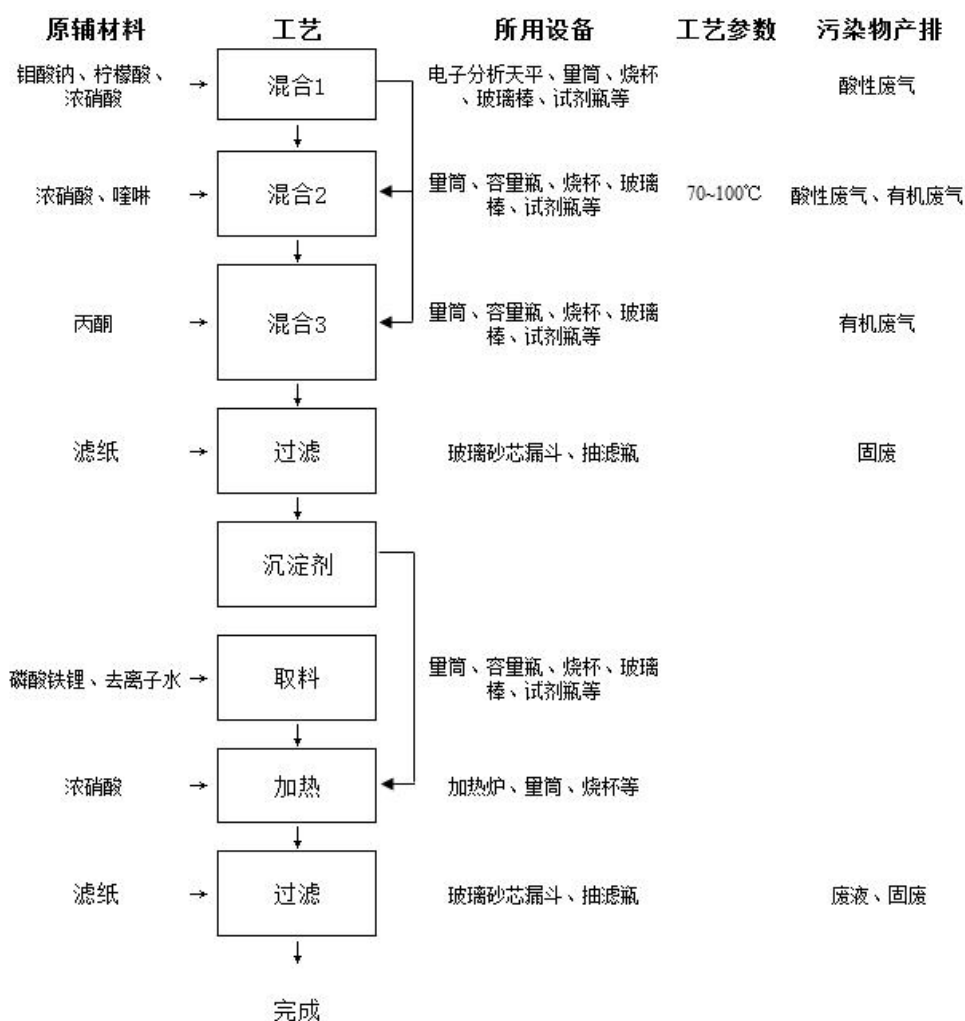 原辅材料 工艺 所用设备 工艺参数 污染物产排
钼酸钠、柠檬酸、
浓硝酸
混合1
电子分析天平、量筒、烧杯
、玻璃棒、试剂瓶等
酸性废气
浓硝酸、喹啉
混合2
量筒、容量瓶、烧杯、玻璃
棒、试剂瓶等
70~100℃
酸性废气、有机废气
丙酮
混合3
量筒、容量瓶、烧杯、玻璃
棒、试剂瓶等
有机废气
滤纸
过滤
玻璃砂芯漏斗、抽滤瓶
固废
沉淀剂
磷酸铁锂、去离子水
取料
量筒、容量瓶、烧杯、玻璃
棒、试剂瓶等
浓硝酸
加热
加热炉、量筒、烧杯等
滤纸
过滤
玻璃砂芯漏斗、抽滤瓶
废液、固废
完成